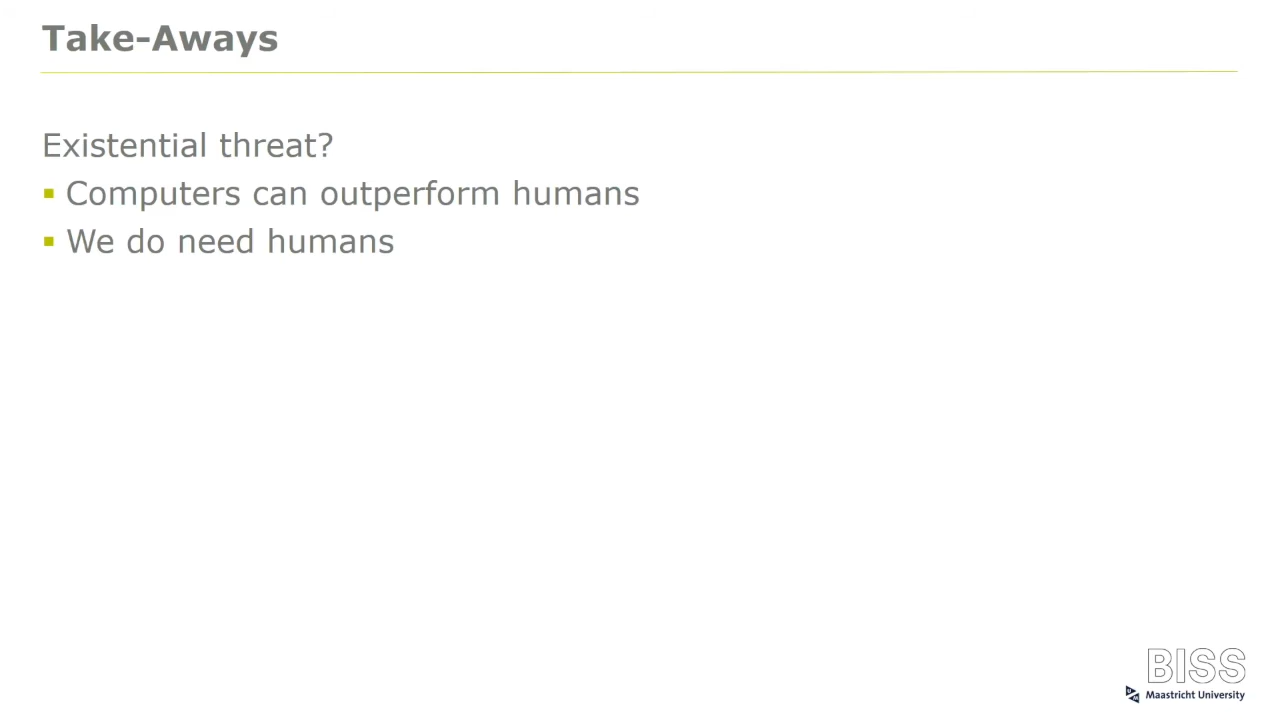 Take-Aways
Existential threat?
Computers can outperform humans
We do need humans
BISS
Maastricht University